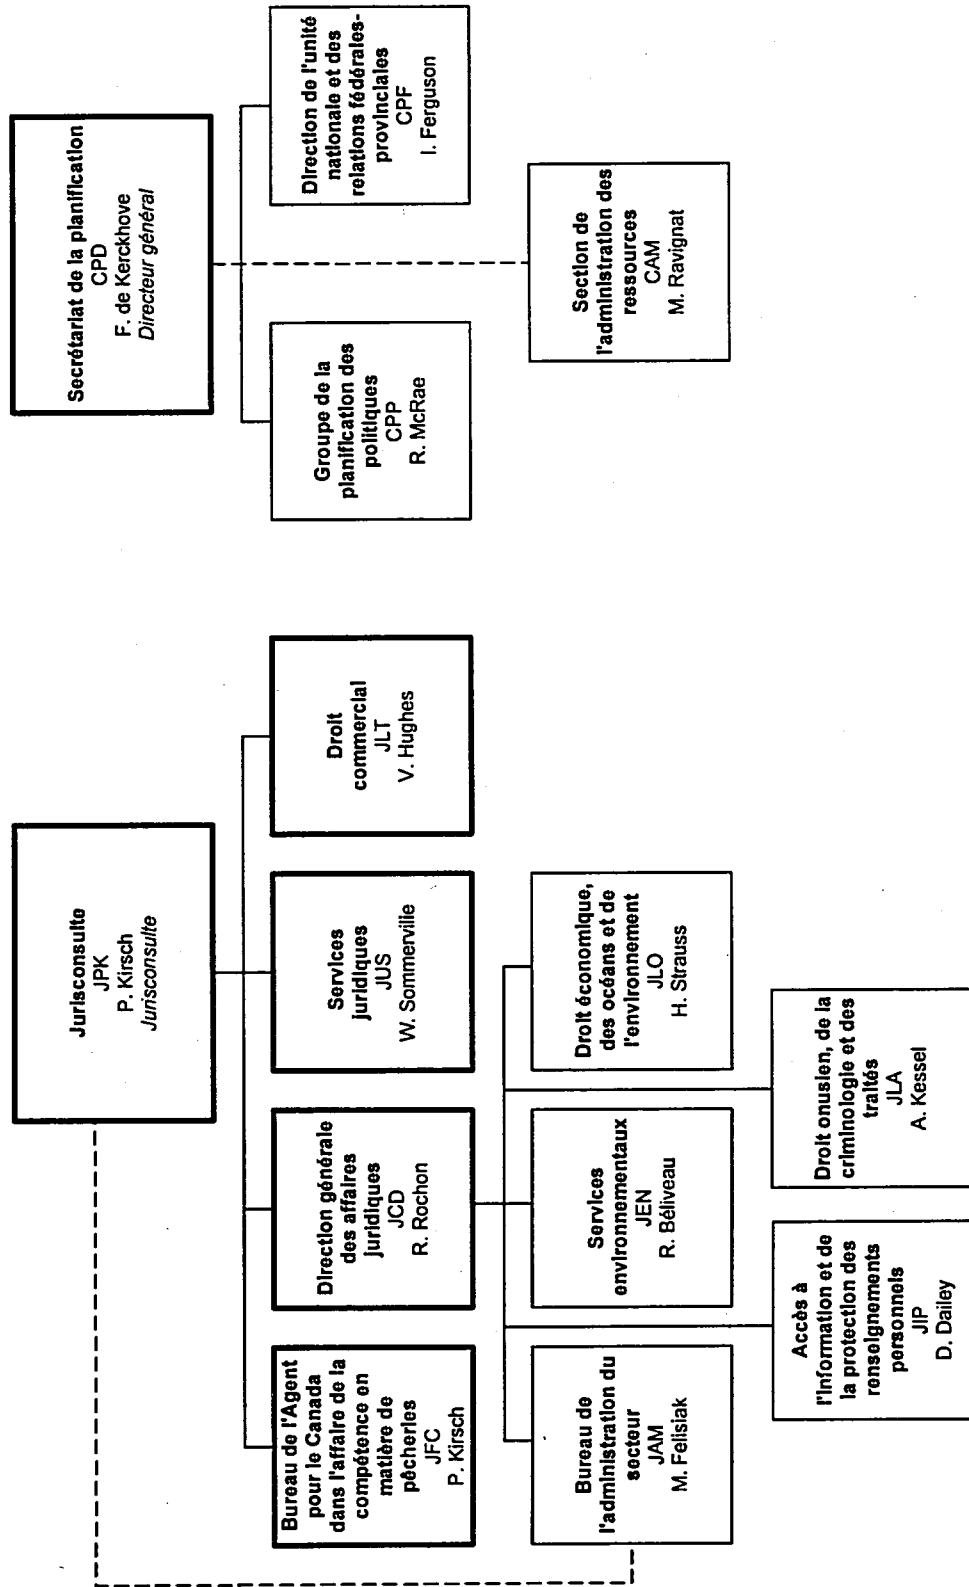 Jurisconsulte
JPK
P. Kirsch
Jurisconsulte
Bureau de l'Agent
pour le Canada
dans l'affaire de la
compétence en
matière de
pêcheries
JFC
P. Kirsch
Direction générale
des affaires
juridiques
JCD
R. Rochon
Services
juridiques
JUS
W. Sommerville
Droit
commercial
JLT
V. Hughes
Bureau de
l'administration du
secteur
JAM
M. Felisiak
Services
environnementaux
JEN
R. Béliveau
Droit économique,
des océans et de
l'environnement
JLO
H. Strauss
Accès à
l'Information et de
la protection des
renseignements
personnels
JIP
D. Dailey
Droit onusien, de la
criminologie et des
traités
JLA
A. Kessel
Secrétariat de la planification
CPD
F. de Kerckhove
Directeur général
Groupe de la
planification des
politiques
CPP
R. McRae
Direction de l'unité
nationale et des
relations fédérales-
provinciales
CPF
I. Ferguson
Section de
l'administration des
ressources
CAM
M. Ravignat